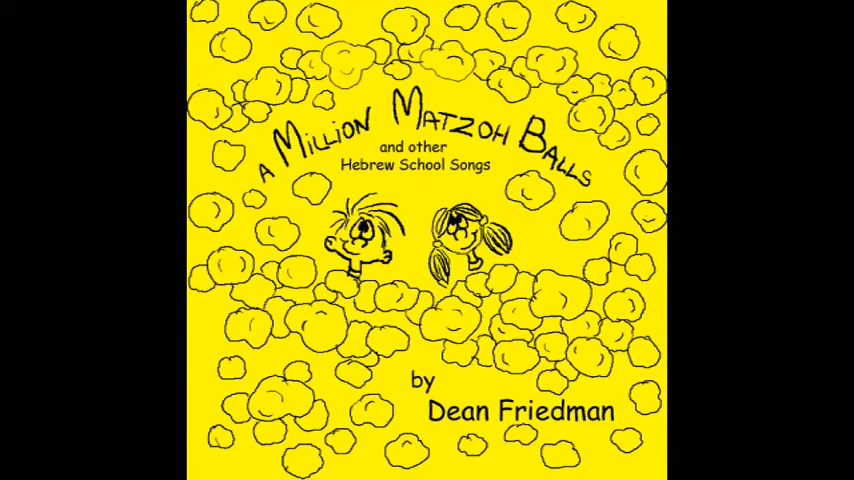 A Million Matzoh Balls
and other
Hebrew School Songs
by
Dean Friedman